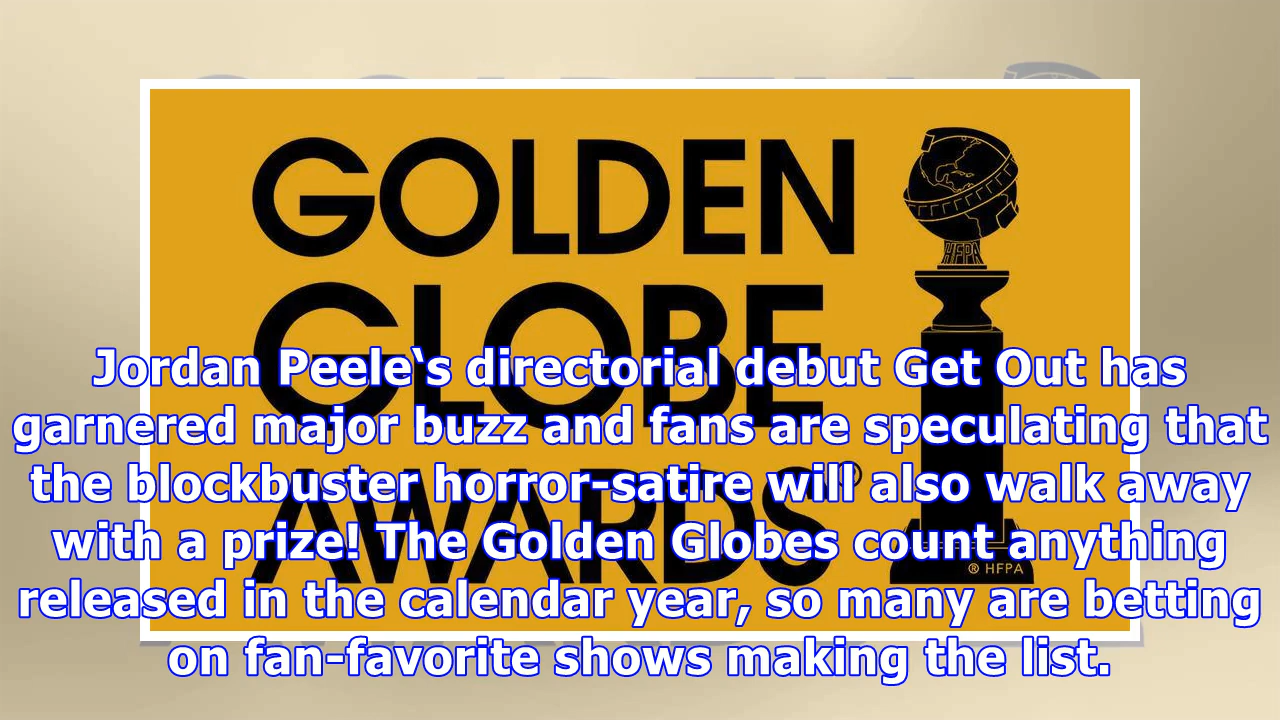 GOLDEN
GLOBE
AWARDS®
HFPA
® HFPA
Jordan Peele‘s directorial debut Get Out has
garnered major buzz and fans are speculating that
the blockbuster horror-satire will also walk away
with a prize! The Golden Globes count anything
released in the calendar year, so many are betting
on fan-favorite shows making the list.